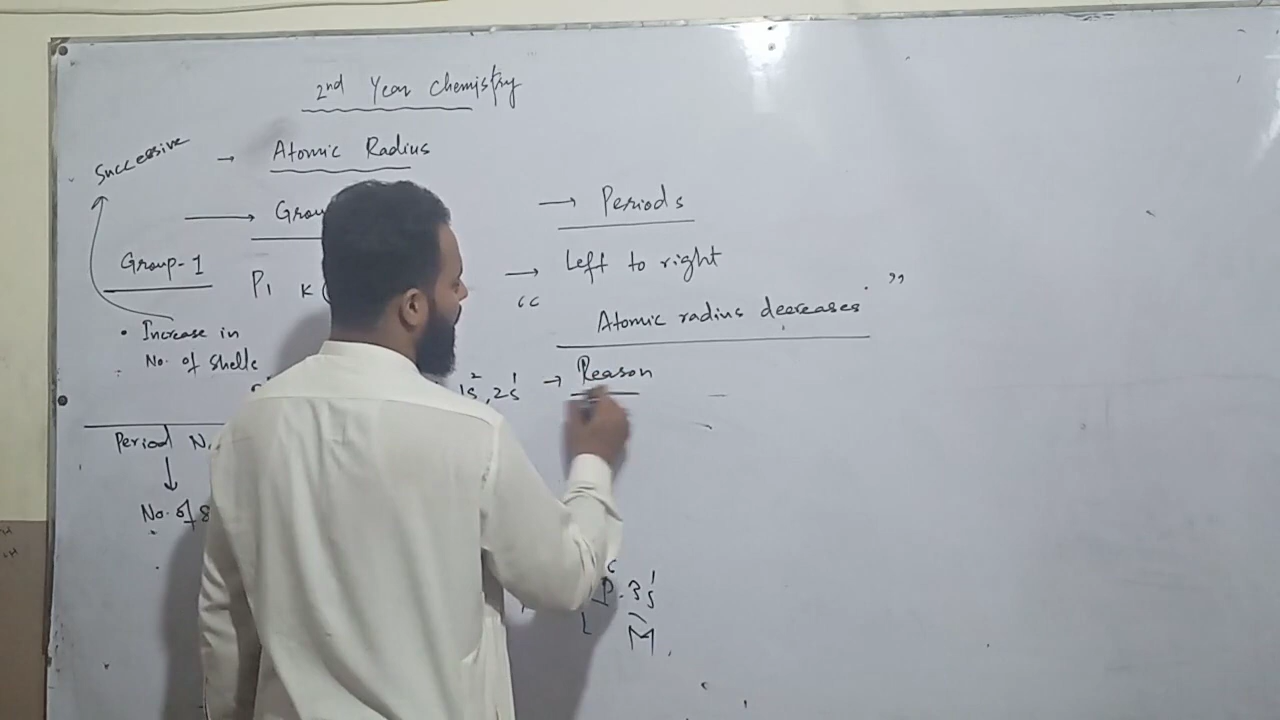 2nd Year Chemistry
Successive
→ Atomic Radius
→ Grou
→ Periods
Group-1
P1 K(
→ Left to right
“ Atomic radius decreases ”
• Increase in
No. of shells
1s², 2s¹
→ Reason
Period N
↓
No. of s
P⁶. 3s¹
L
M